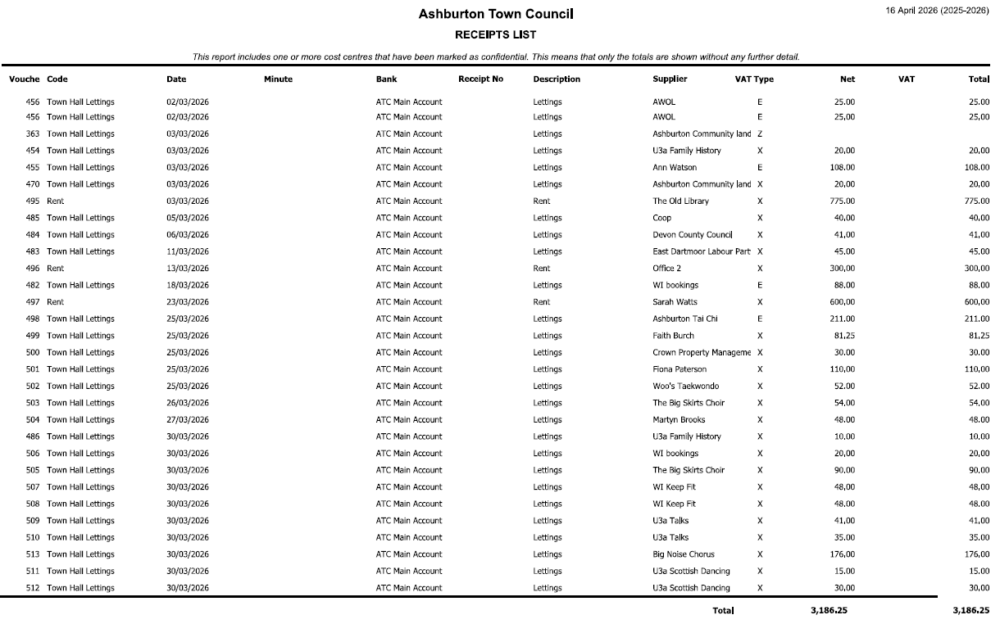 16 April 2026 (2025-2026)
Ashburton Town Council
RECEIPTS LIST
This report includes one or more cost centres that have been marked as confidential. This means that only the totals are shown without any further detail.
Vouche Code Date Minute Bank Receipt No Description Supplier VAT Type Net VAT Total
456 Town Hall Lettings 02/03/2026 ATC Main Account Lettings AWOL E 25.00 25.00
456 Town Hall Lettings 02/03/2026 ATC Main Account Lettings AWOL E 25.00 25.00
363 Town Hall Lettings 03/03/2026 ATC Main Account Lettings Ashburton Community land Z
454 Town Hall Lettings 03/03/2026 ATC Main Account Lettings U3a Family History X 20.00 20.00
455 Town Hall Lettings 03/03/2026 ATC Main Account Lettings Ann Watson E 108.00 108.00
470 Town Hall Lettings 03/03/2026 ATC Main Account Lettings Ashburton Community land X 20.00 20.00
495 Rent 03/03/2026 ATC Main Account Rent The Old Library X 775.00 775.00
485 Town Hall Lettings 05/03/2026 ATC Main Account Lettings Coop X 40.00 40.00
484 Town Hall Lettings 06/03/2026 ATC Main Account Lettings Devon County Council X 41.00 41.00
483 Town Hall Lettings 11/03/2026 ATC Main Account Lettings East Dartmoor Labour Part X 45.00 45.00
496 Rent 13/03/2026 ATC Main Account Rent Office 2 X 300.00 300.00
482 Town Hall Lettings 18/03/2026 ATC Main Account Lettings WI bookings E 88.00 88.00
497 Rent 23/03/2026 ATC Main Account Rent Sarah Watts X 600.00 600.00
498 Town Hall Lettings 25/03/2026 ATC Main Account Lettings Ashburton Tai Chi E 211.00 211.00
499 Town Hall Lettings 25/03/2026 ATC Main Account Lettings Faith Burch X 81.25 81.25
500 Town Hall Lettings 25/03/2026 ATC Main Account Lettings Crown Property Manageme X 30.00 30.00
501 Town Hall Lettings 25/03/2026 ATC Main Account Lettings Fiona Paterson X 110.00 110.00
502 Town Hall Lettings 25/03/2026 ATC Main Account Lettings Woo's Taekwondo X 52.00 52.00
503 Town Hall Lettings 26/03/2026 ATC Main Account Lettings The Big Skirts Choir X 54.00 54.00
504 Town Hall Lettings 27/03/2026 ATC Main Account Lettings Martyn Brooks X 48.00 48.00
486 Town Hall Lettings 30/03/2026 ATC Main Account Lettings U3a Family History X 10.00 10.00
506 Town Hall Lettings 30/03/2026 ATC Main Account Lettings WI bookings X 20.00 20.00
505 Town Hall Lettings 30/03/2026 ATC Main Account Lettings The Big Skirts Choir X 90.00 90.00
507 Town Hall Lettings 30/03/2026 ATC Main Account Lettings WI Keep Fit X 48.00 48.00
508 Town Hall Lettings 30/03/2026 ATC Main Account Lettings WI Keep Fit X 48.00 48.00
509 Town Hall Lettings 30/03/2026 ATC Main Account Lettings U3a Talks X 41.00 41.00
510 Town Hall Lettings 30/03/2026 ATC Main Account Lettings U3a Talks X 35.00 35.00
513 Town Hall Lettings 30/03/2026 ATC Main Account Lettings Big Noise Chorus X 176.00 176.00
511 Town Hall Lettings 30/03/2026 ATC Main Account Lettings U3a Scottish Dancing X 15.00 15.00
512 Town Hall Lettings 30/03/2026 ATC Main Account Lettings U3a Scottish Dancing X 30.00 30.00
Total 3,186.25 3,186.25